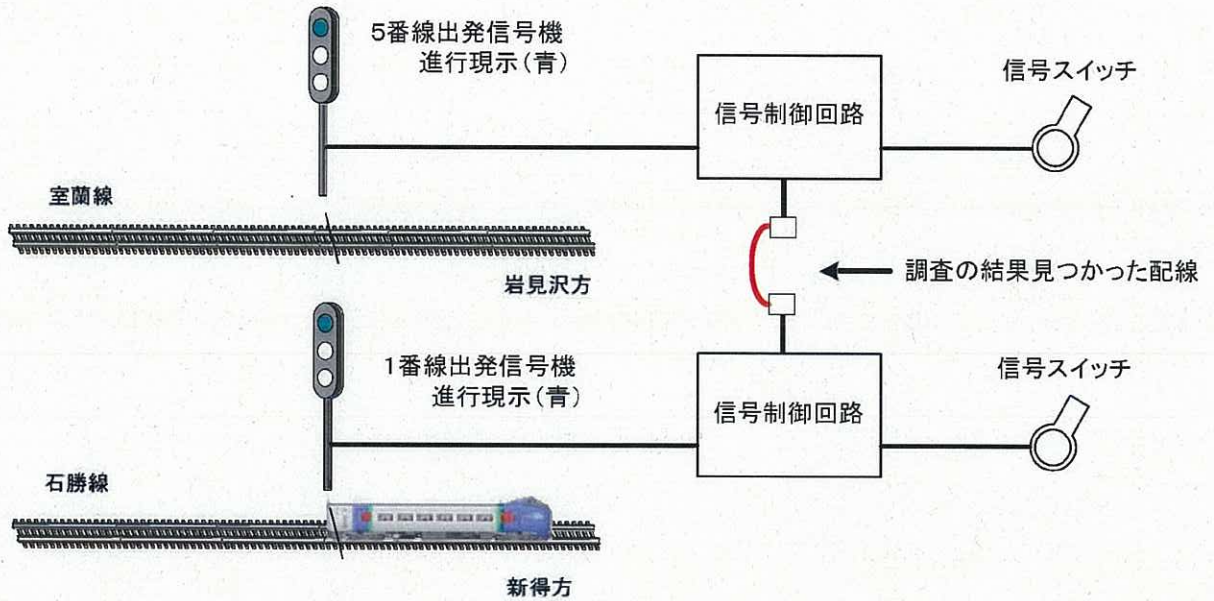 5番線出発信号機
進行現示(青)
信号制御回路
信号スイッチ
室蘭線
岩見沢方
調査の結果見つかった配線
1番線出発信号機
進行現示(青)
信号制御回路
信号スイッチ
石勝線
新得方